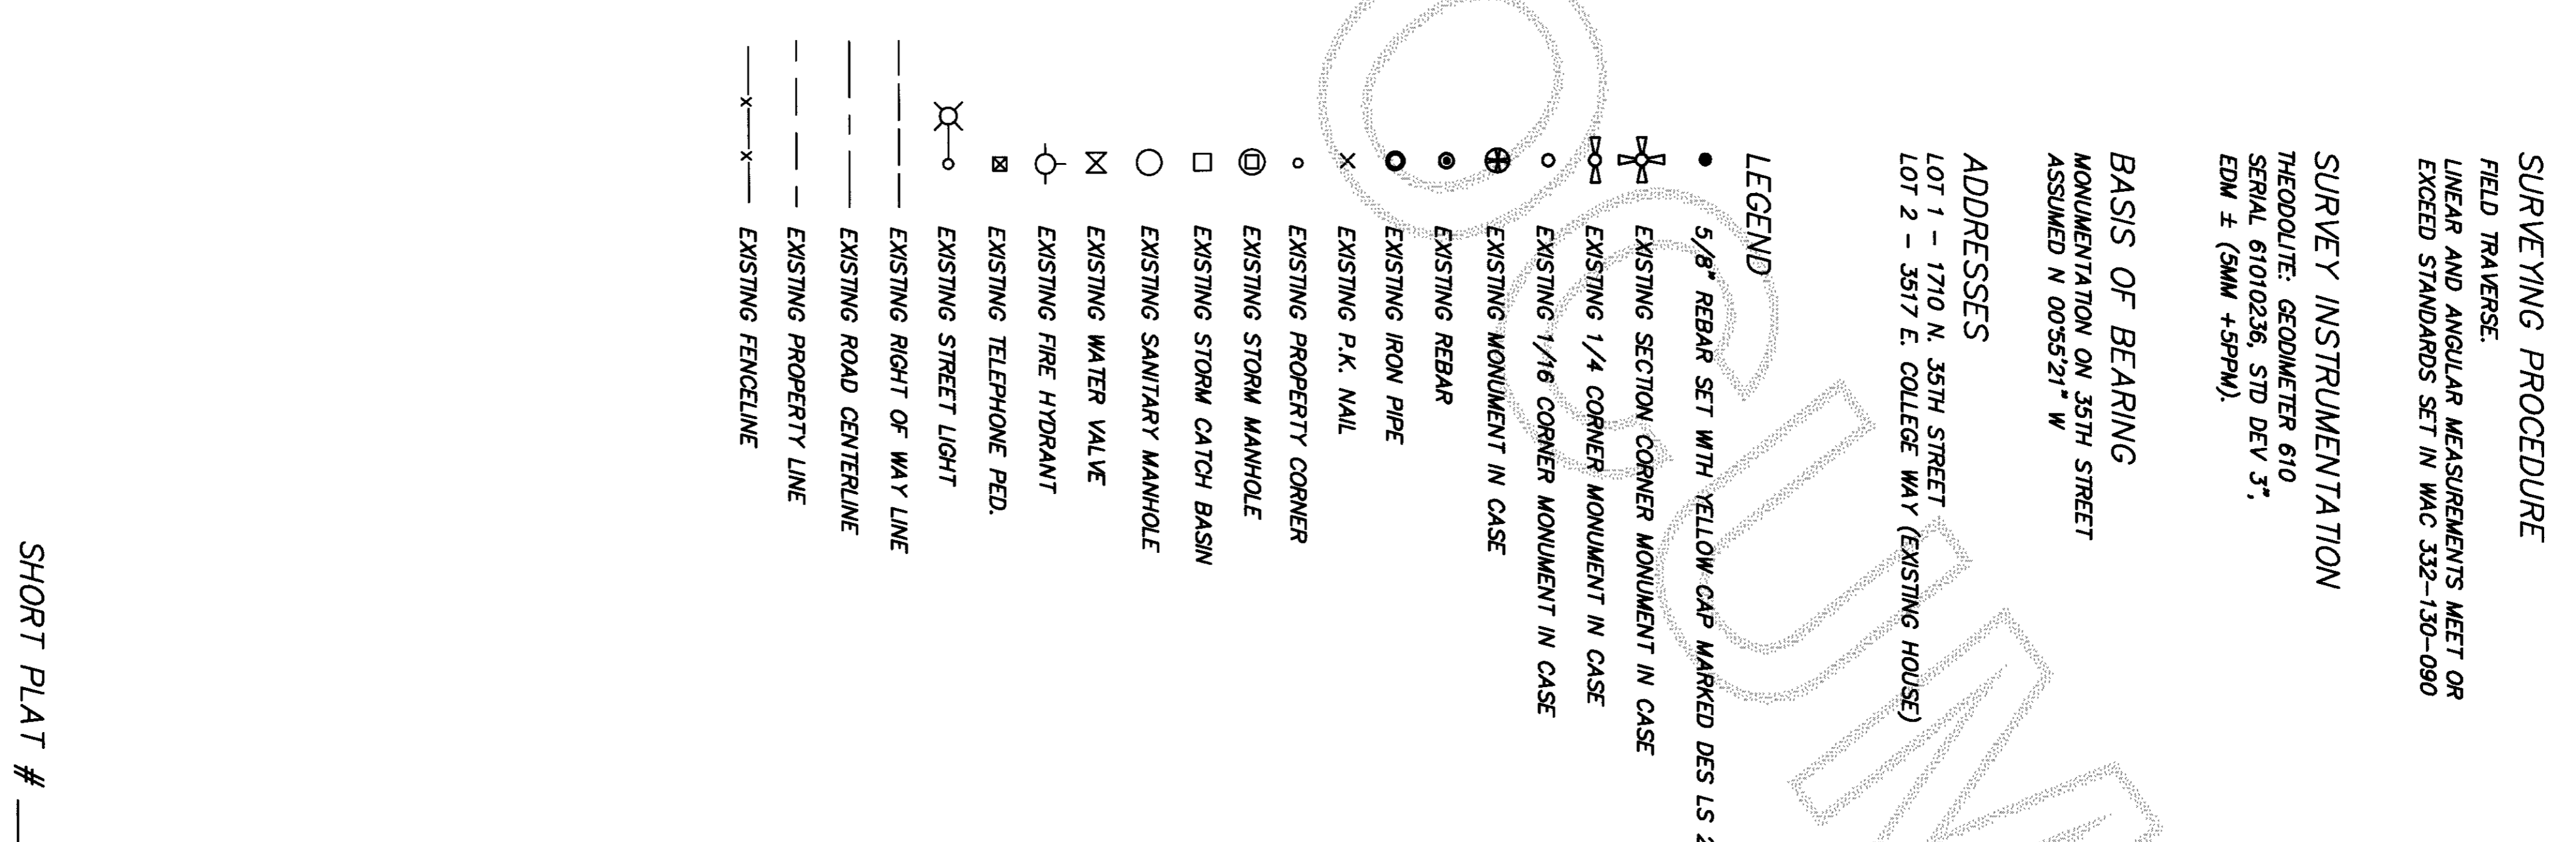 SURVEYING PROCEDURE
FIELD TRAVERSE.
LINEAR AND ANGULAR MEASUREMENTS MEET OR
EXCEED STANDARDS SET IN WAC 332-130-090
SURVEY INSTRUMENTATION
THEODOLITE: GEODIMETER 610
SERIAL 61010236, STD DEV 3",
EDM ± (5MM +5PPM).
BASIS OF BEARING
MONUMENTATION ON 35TH STREET
ASSUMED N 00°55'21" W
ADDRESSES
LOT 1 - 1710 N. 35TH STREET
LOT 2 - 3517 E. COLLEGE WAY (EXISTING HOUSE)
LEGEND
5/8" REBAR SET WITH YELLOW CAP MARKED DES LS 2
EXISTING SECTION CORNER MONUMENT IN CASE
EXISTING 1/4 CORNER MONUMENT IN CASE
EXISTING 1/16 CORNER MONUMENT IN CASE
EXISTING MONUMENT IN CASE
EXISTING REBAR
EXISTING IRON PIPE
EXISTING P.K. NAIL
EXISTING PROPERTY CORNER
EXISTING STORM MANHOLE
EXISTING STORM CATCH BASIN
EXISTING SANITARY MANHOLE
EXISTING WATER VALVE
EXISTING FIRE HYDRANT
EXISTING TELEPHONE PED.
EXISTING STREET LIGHT
EXISTING RIGHT OF WAY LINE
EXISTING ROAD CENTERLINE
EXISTING PROPERTY LINE
EXISTING FENCELINE
SHORT PLAT #
OCUM